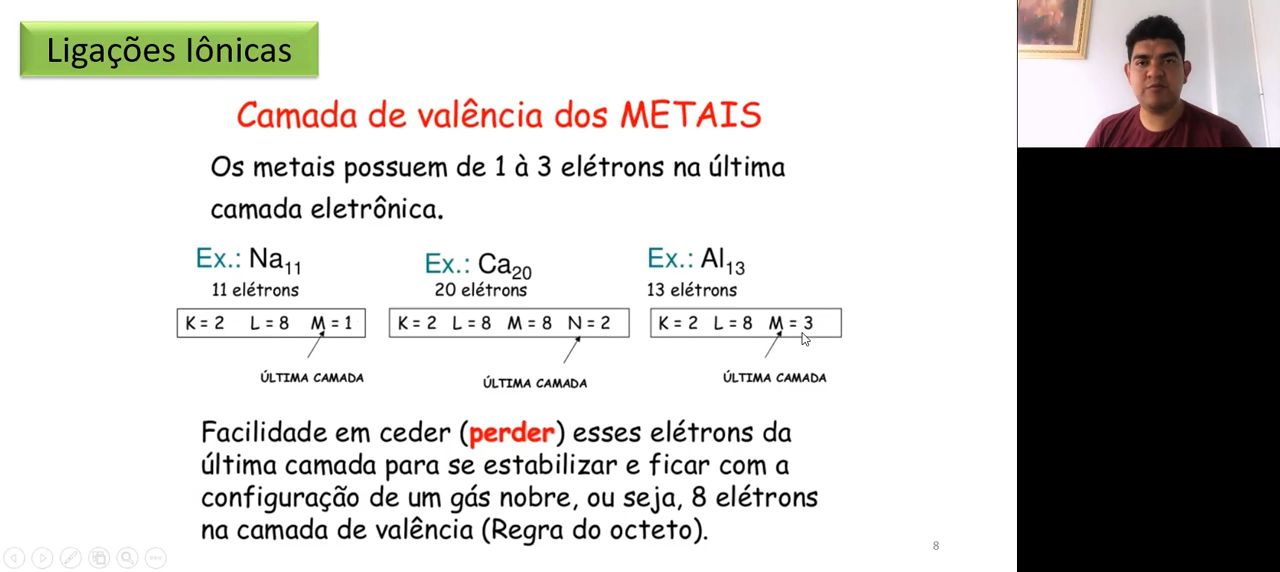 Ligações Iônicas
Camada de valência dos METAIS
Os metais possuem de 1 à 3 elétrons na última
camada eletrônica.
Ex.: Na11
11 elétrons
K = 2 L = 8 M = 1
ÚLTIMA CAMADA
Ex.: Ca20
20 elétrons
K = 2 L = 8 M = 8 N = 2
ÚLTIMA CAMADA
Ex.: Al13
13 elétrons
K = 2 L = 8 M = 3
ÚLTIMA CAMADA
Facilidade em ceder (perder) esses elétrons da
última camada para se estabilizar e ficar com a
configuração de um gás nobre, ou seja, 8 elétrons
na camada de valência (Regra do octeto).
8